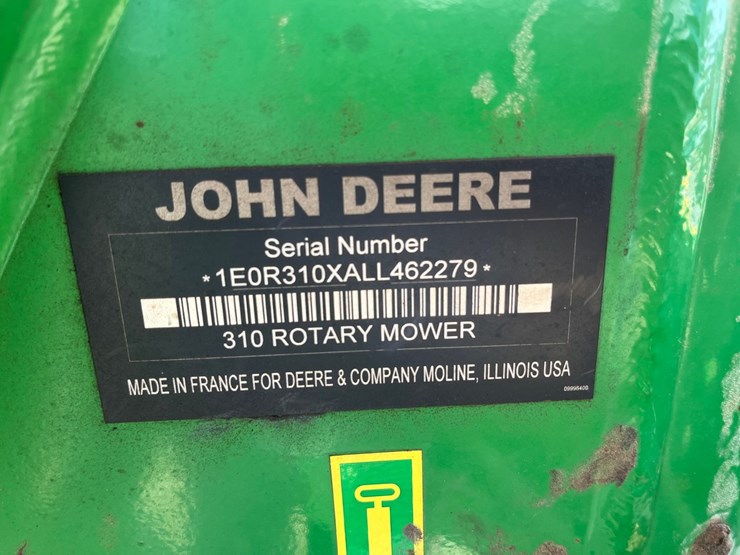 JOHN DEERE
Serial Number
*1E0R310XALL462279*
310 ROTARY MOWER
MADE IN FRANCE FOR DEERE & COMPANY MOLINE, ILLINOIS USA